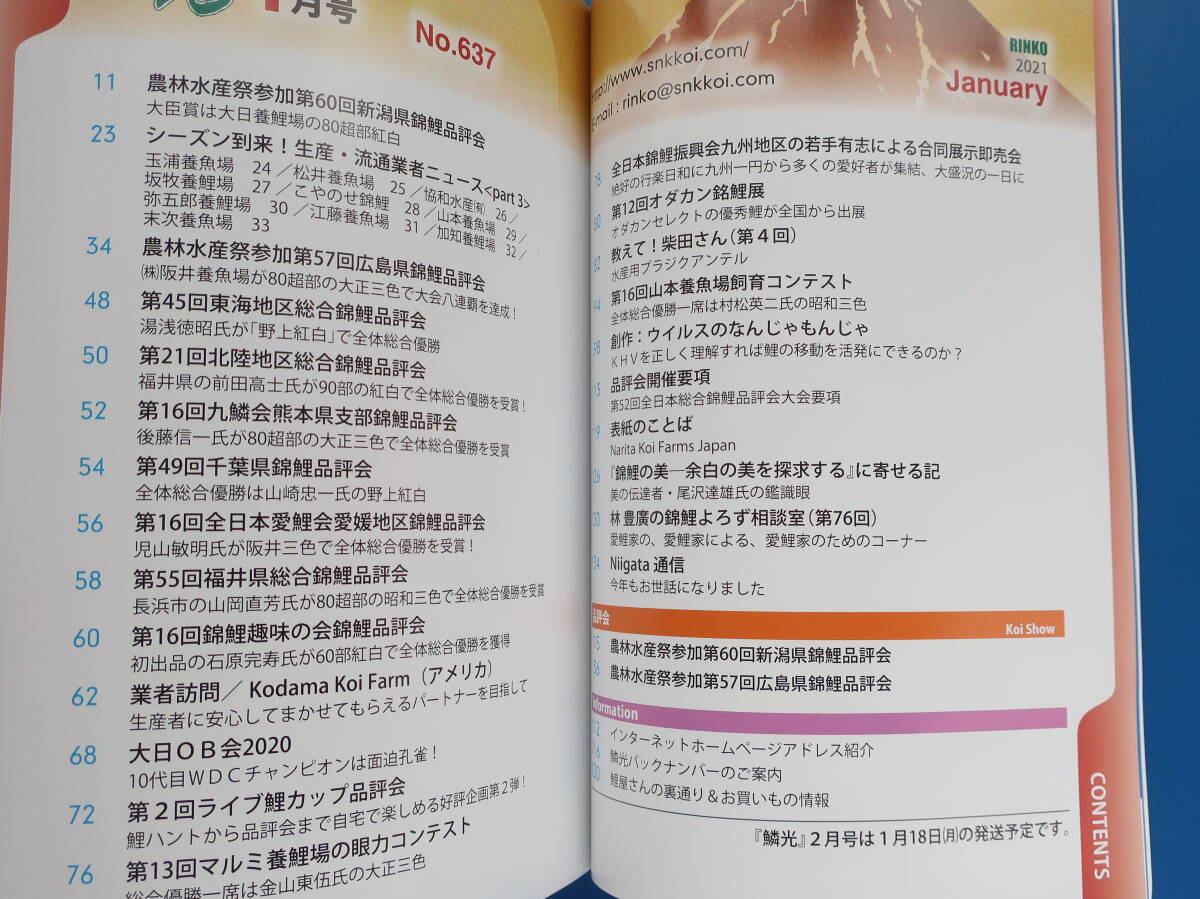 月号
No.637
11 農林水産祭参加第60回新潟県錦鯉品評会
大臣賞は大日養鯉場の80超部紅白
23 シーズン到来！生産・流通業者ニュース<part 3>
玉浦養魚場 24 ／松井養魚場 25 ／協和水産㈲ 26 ／
坂牧養鯉場 27 ／こやのせ錦鯉 28 ／山本養魚場 29 ／
弥五郎養鯉場 30 ／江藤養魚場 31 ／加知養鯉場 32 ／
末次養魚場 33
34 農林水産祭参加第57回広島県錦鯉品評会
㈱阪井養魚場が80超部の大正三色で大会八連覇を達成！
48 第45回東海地区総合錦鯉品評会
湯浅徳昭氏が「野上紅白」で全体総合優勝
50 第21回北陸地区総合錦鯉品評会
福井県の前田高士氏が90部の紅白で全体総合優勝を受賞！
52 第16回九鱗会熊本県支部錦鯉品評会
後藤信一氏が80超部の大正三色で全体総合優勝を受賞
54 第49回千葉県錦鯉品評会
全体総合優勝は山崎忠一氏の野上紅白
56 第16回全日本愛鯉会愛媛地区錦鯉品評会
児山敏明氏が阪井三色で全体総合優勝を受賞！
58 第55回福井県総合錦鯉品評会
長浜市の山岡直芳氏が80超部の昭和三色で全体総合優勝を受賞
60 第16回錦鯉趣味の会錦鯉品評会
初出品の石原完寿氏が60部紅白で全体総合優勝を獲得
62 業者訪問／ Kodama Koi Farm（アメリカ）
生産者に安心してまかせてもらえるパートナーを目指して
68 大日ＯＢ会2020
10代目ＷＤＣチャンピオンは面迫孔雀！
72 第２回ライブ鯉カップ品評会
鯉ハントから品評会まで自宅で楽しめる好評企画第２弾！
76 第13回マルミ養鯉場の眼力コンテスト
総合優勝一席は金山東伍氏の大正三色
http://www.snkkoi.com/
E-mail : rinko@snkkoi.com
RINKO
2021
January
78 全日本錦鯉振興会九州地区の若手有志による合同展示即売会
絶好の行楽日和に九州一円から多くの愛好者が集結、大盛況の一日に
80 第12回オダカン銘鯉展
オダカンセレクトの優秀鯉が全国から出展
82 教えて！柴田さん（第４回）
水産用プラジクアンテル
94 第16回山本養魚場飼育コンテスト
全体総合優勝一席は村松英二氏の昭和三色
98 創作：ウイルスのなんじゃもんじゃ
ＫＨＶを正しく理解すれば鯉の移動を活発にできるのか？
品評会開催要項
第52回全日本総合錦鯉品評会大会要項
表紙のことば
Narita Koi Farms Japan
『錦鯉の美―余白の美を探求する』に寄せる記
美の伝達者・尾沢達雄氏の鑑識眼
林 豊廣の錦鯉よろず相談室（第76回）
愛鯉家の、愛鯉家による、愛鯉家のためのコーナー
Niigata 通信
今年もお世話になりました
品評会 Koi Show
農林水産祭参加第60回新潟県錦鯉品評会
農林水産祭参加第57回広島県錦鯉品評会
Information
インターネットホームページアドレス紹介
鱗光バックナンバーのご案内
鯉屋さんの裏通り＆お買いもの情報
『鱗光』２月号は１月18日㈪の発送予定です。
CONTENTS